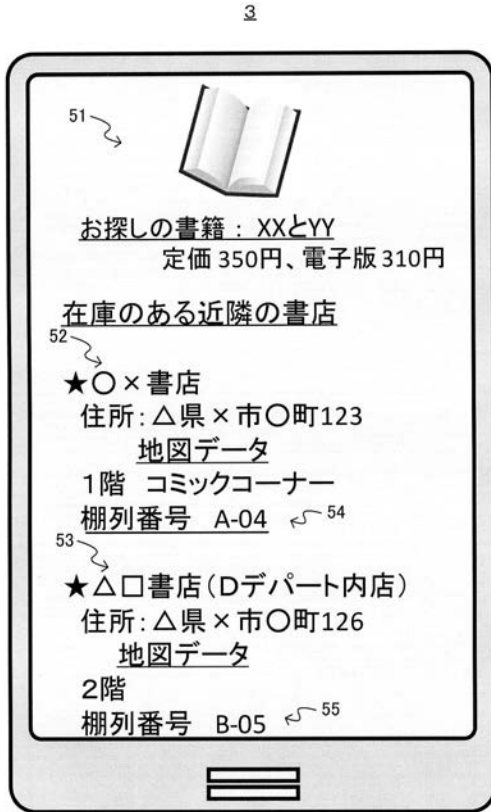 3
51
お探しの書籍 : XXとYY
定価 350円、電子版 310円
在庫のある近隣の書店
52
★○×書店
住所:△県×市○町123
地図データ
1階 コミックコーナー
棚列番号 A-04
54
53
★△□書店(Dデパート内店)
住所:△県×市○町126
地図データ
2階
棚列番号 B-05
55